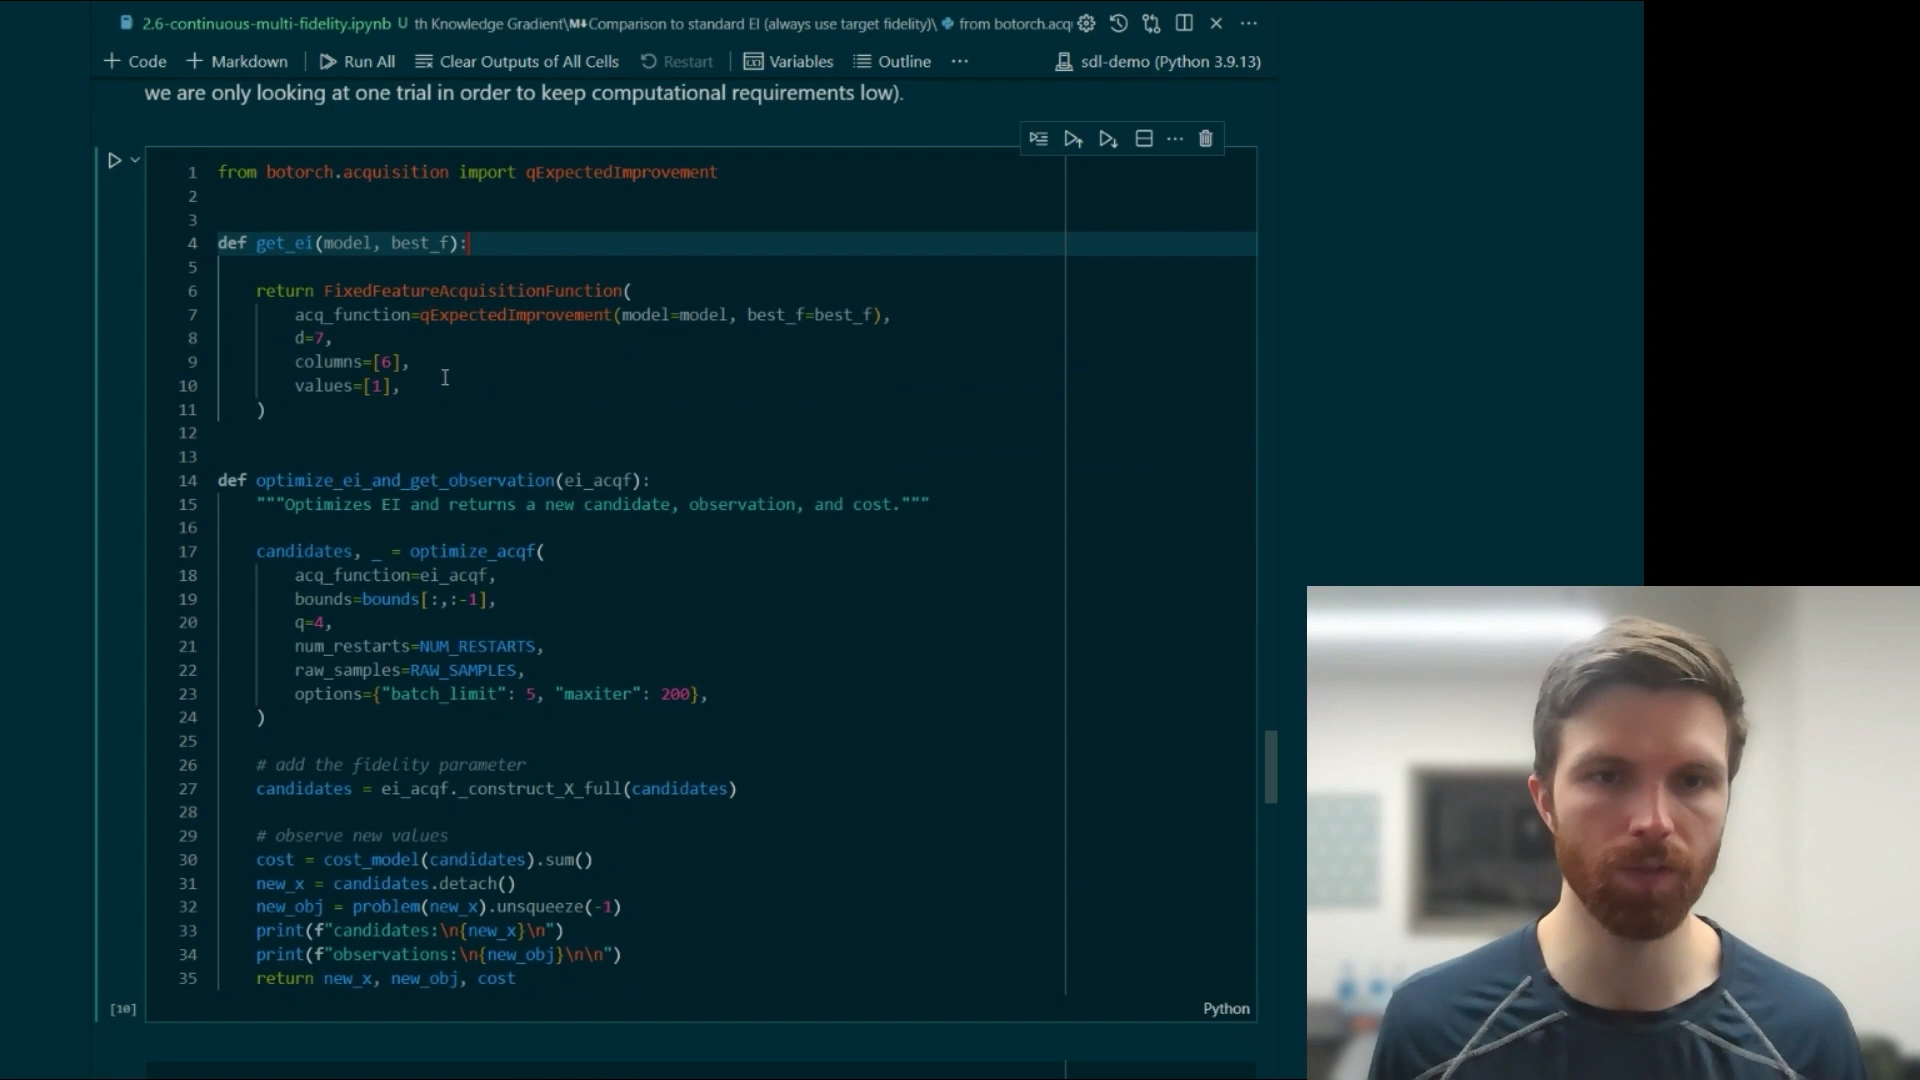 2.6-continuous-multi-fidelity.ipynb U th Knowledge Gradient\M↓Comparison to standard EI (always use target fidelity)\ from botorch.acq
+ Code + Markdown Run All Clear Outputs of All Cells Restart Variables Outline ··· sdl-demo (Python 3.9.13)
we are only looking at one trial in order to keep computational requirements low).
1 from botorch.acquisition import qExpectedImprovement
2
3
4 def get_ei(model, best_f):
5
6 return FixedFeatureAcquisitionFunction(
7 acq_function=qExpectedImprovement(model=model, best_f=best_f),
8 d=7,
9 columns=[6],
10 values=[1],
11 )
12
13
14 def optimize_ei_and_get_observation(ei_acqf):
15 """Optimizes EI and returns a new candidate, observation, and cost."""
16
17 candidates, _ = optimize_acqf(
18 acq_function=ei_acqf,
19 bounds=bounds[:,:-1],
20 q=4,
21 num_restarts=NUM_RESTARTS,
22 raw_samples=RAW_SAMPLES,
23 options={"batch_limit": 5, "maxiter": 200},
24 )
25
26 # add the fidelity parameter
27 candidates = ei_acqf._construct_X_full(candidates)
28
29 # observe new values
30 cost = cost_model(candidates).sum()
31 new_x = candidates.detach()
32 new_obj = problem(new_x).unsqueeze(-1)
33 print(f"candidates:\n{new_x}\n")
34 print(f"observations:\n{new_obj}\n\n")
35 return new_x, new_obj, cost
[10]
Python